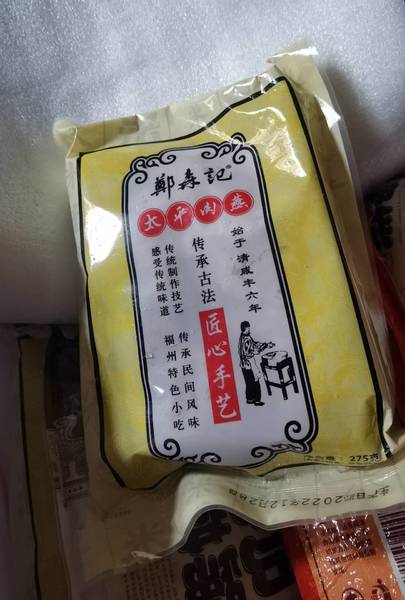 鄭森記
太平肉燕
始于清咸丰六年
传承古法
匠心手艺
传统制作技艺
感受传统味道
传承民间风味
福州特色小吃
275克
生产日期2022年12月2